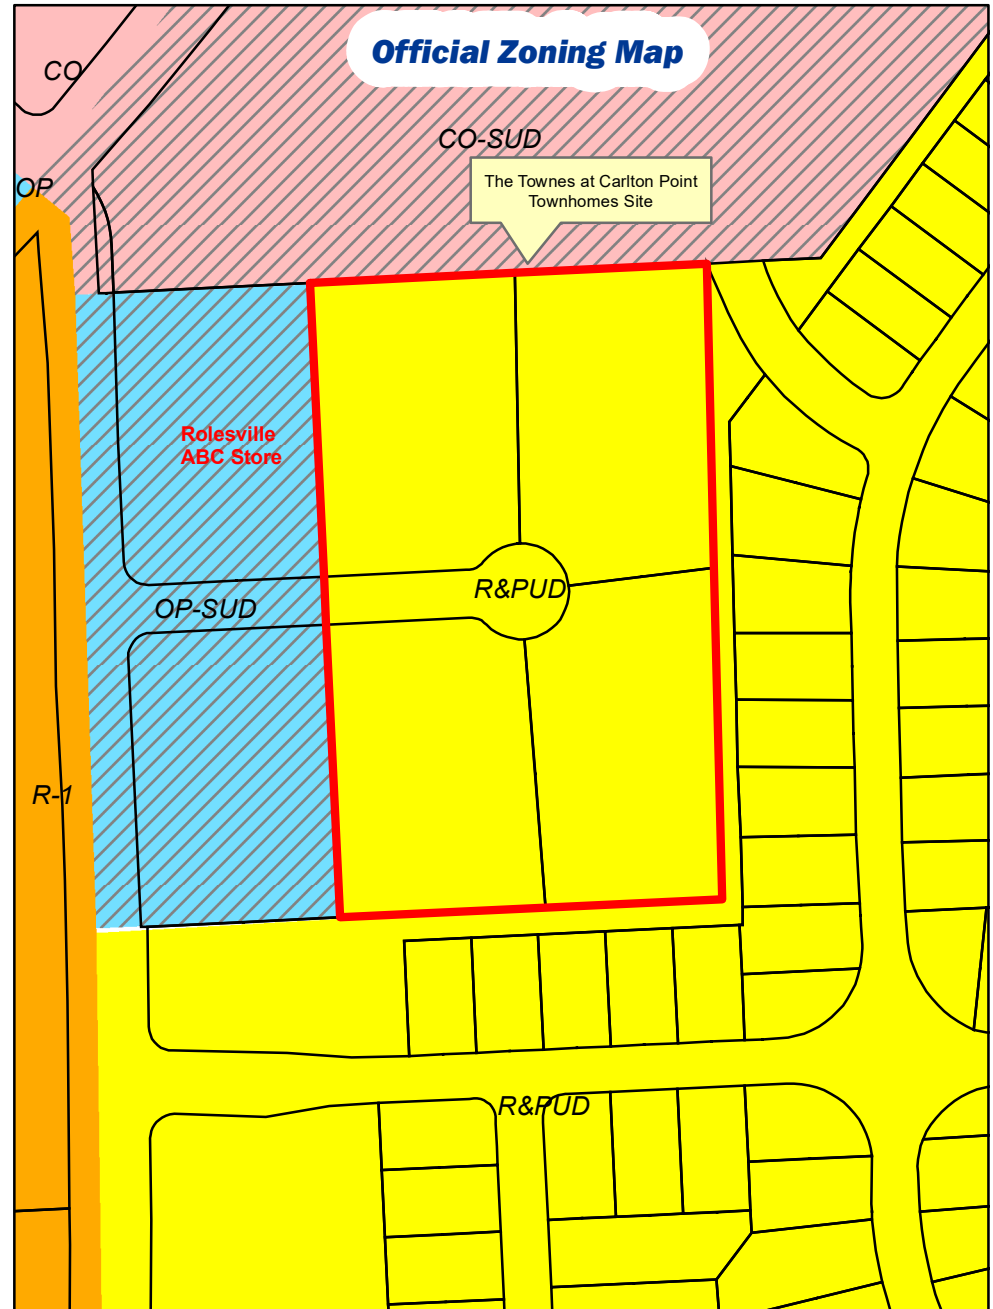 Official Zoning Map
CO
CO-SUD
The Townes at Carlton Point
Townhomes Site
OP
Rolesville
ABC Store
R&PUD
OP-SUD
R-1
R&PUD